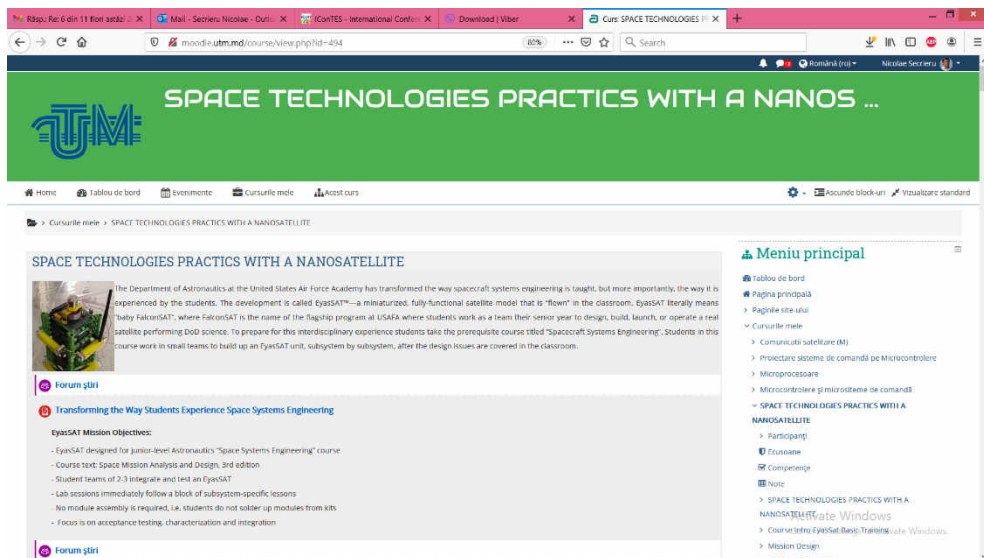 Răsp.: Re: 6 din 11 flori astăzi
Mail - Secrieru Nicolae - Outlo
IConTES - International Confere
Download | Viber
Curs: SPACE TECHNOLOGIES P
moodle.utm.md/course/view.php?id=494
80%
Search
Română (ro)
Nicolae Secrieru
UTM
SPACE TECHNOLOGIES PRACTICS WITH A NANOS ...
Home
Tablou de bord
Evenimente
Cursurile mele
Acest curs
Ascunde block-uri
Vizualizare standard
> Cursurile mele > SPACE TECHNOLOGIES PRACTICS WITH A NANOSATELLITE
SPACE TECHNOLOGIES PRACTICS WITH A NANOSATELLITE
The Department of Astronautics at the United States Air Force Academy has transformed the way spacecraft systems engineering is taught, but more importantly, the way it is
experienced by the students. The development is called EyasSAT™—a miniaturized, fully-functional satellite model that is "flown" in the classroom. EyasSAT literally means
"baby FalconSAT", where FalconSAT is the name of the flagship program at USAFA where students work as a team their senior year to design, build, launch, or operate a real
satellite performing DoD science. To prepare for this interdisciplinary experience students take the prerequisite course titled "Spacecraft Systems Engineering". Students in this
course work in small teams to build up an EyasSAT unit, subsystem by subsystem, after the design issues are covered in the classroom.
Forum știri
Transforming the Way Students Experience Space Systems Engineering
EyasSAT Mission Objectives:
- EyasSAT designed for junior-level Astronautics "Space Systems Engineering" course
- Course text: Space Mission Analysis and Design, 3rd edition
- Student teams of 2-3 integrate and test an EyasSAT
- Lab sessions immediately follow a block of subsystem-specific lessons
- No module assembly is required, i.e. students do not solder up modules from kits
- Focus is on acceptance testing, characterization and integration
Forum știri
Meniu principal
Tablou de bord
Pagina principală
> Paginile site-ului
Cursurile mele
> Comunicatii satelitare (M)
> Proiectare sisteme de comandă pe Microcontrolere
> Microprocesoare
> Microcontrolere și microsisteme de comandă
SPACE TECHNOLOGIES PRACTICS WITH A
NANOSATELLITE
> Participanți
Ecusoane
Competențe
Note
> SPACE TECHNOLOGIES PRACTICS WITH A
NANOSATELLITE
Activate Windows
> Course Intro EyasSat Basic Training
> Mission Design